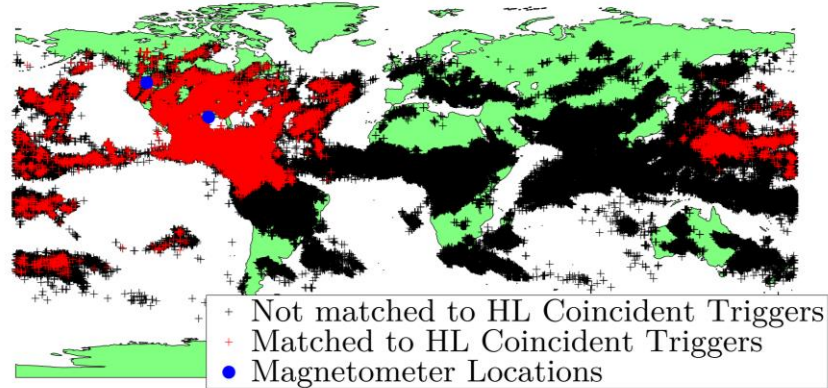 Not matched to HL Coincident Triggers
Matched to HL Coincident Triggers
Magnetometer Locations